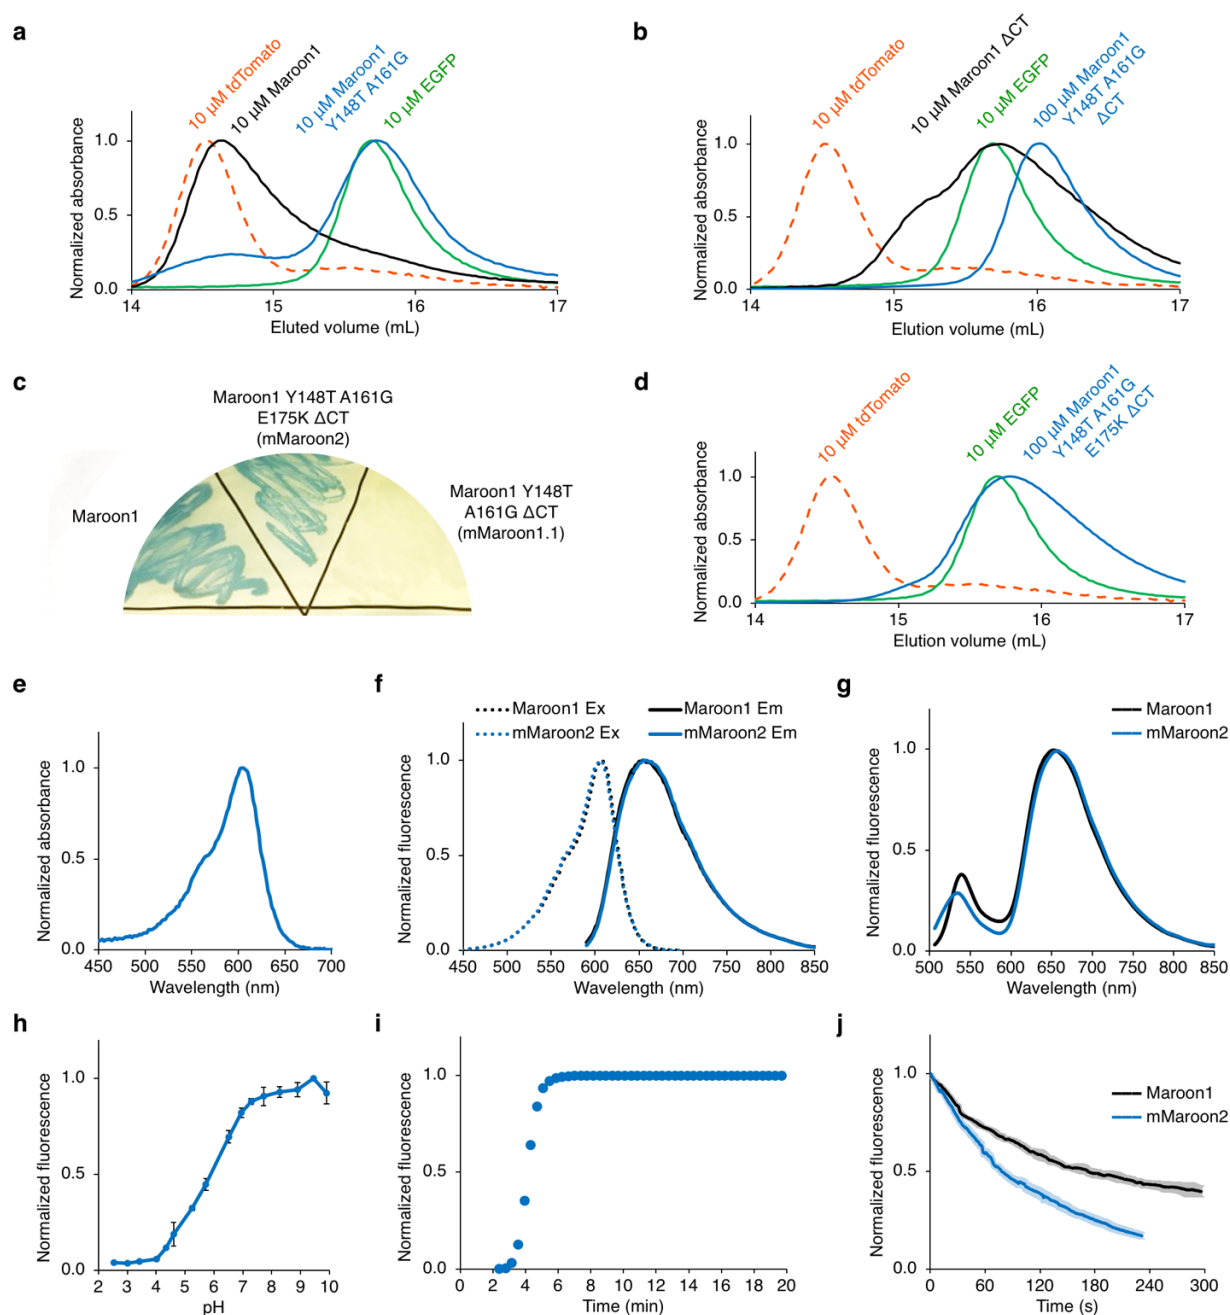 a
10 µM tdTomato
10 µM Maroon1
10 µM Maroon1
Y148T A161G
10 µM EGFP
Normalized absorbance
1.0
0.5
0.0
14
15
16
17
Eluted volume (mL)
b
10 µM tdTomato
10 µM Maroon1 ΔCT
10 µM EGFP
100 µM Maroon1
Y148T A161G
ΔCT
Normalized absorbance
1.0
0.5
0.0
14
15
16
17
Elution volume (mL)
c
Maroon1 Y148T A161G
E175K ΔCT
(mMaroon2)
Maroon1
Maroon1 Y148T
A161G ΔCT
(mMaroon1.1)
d
10 µM tdTomato
10 µM EGFP
100 µM Maroon1
Y148T A161G
E175K ΔCT
Normalized absorbance
1.0
0.5
0.0
14
15
16
17
Elution volume (mL)
e
Normalized absorbance
1.0
0.5
0.0
450 500 550 600 650 700
Wavelength (nm)
f
Maroon1 Ex
Maroon1 Em
mMaroon2 Ex
mMaroon2 Em
Normalized fluorescence
1.0
0.5
0.0
450 500 550 600 650 700 750 800 850
Wavelength (nm)
g
Maroon1
mMaroon2
Normalized fluorescence
1.0
0.5
0.0
500 550 600 650 700 750 800 850
Wavelength (nm)
h
Normalized fluorescence
1.0
0.5
0.0
2 3 4 5 6 7 8 9 10
pH
i
Normalized fluorescence
1.0
0.5
0.0
0 2 4 6 8 10 12 14 16 18 20
Time (min)
j
Maroon1
mMaroon2
Normalized fluorescence
1.0
0.5
0.0
0 60 120 180 240 300
Time (s)